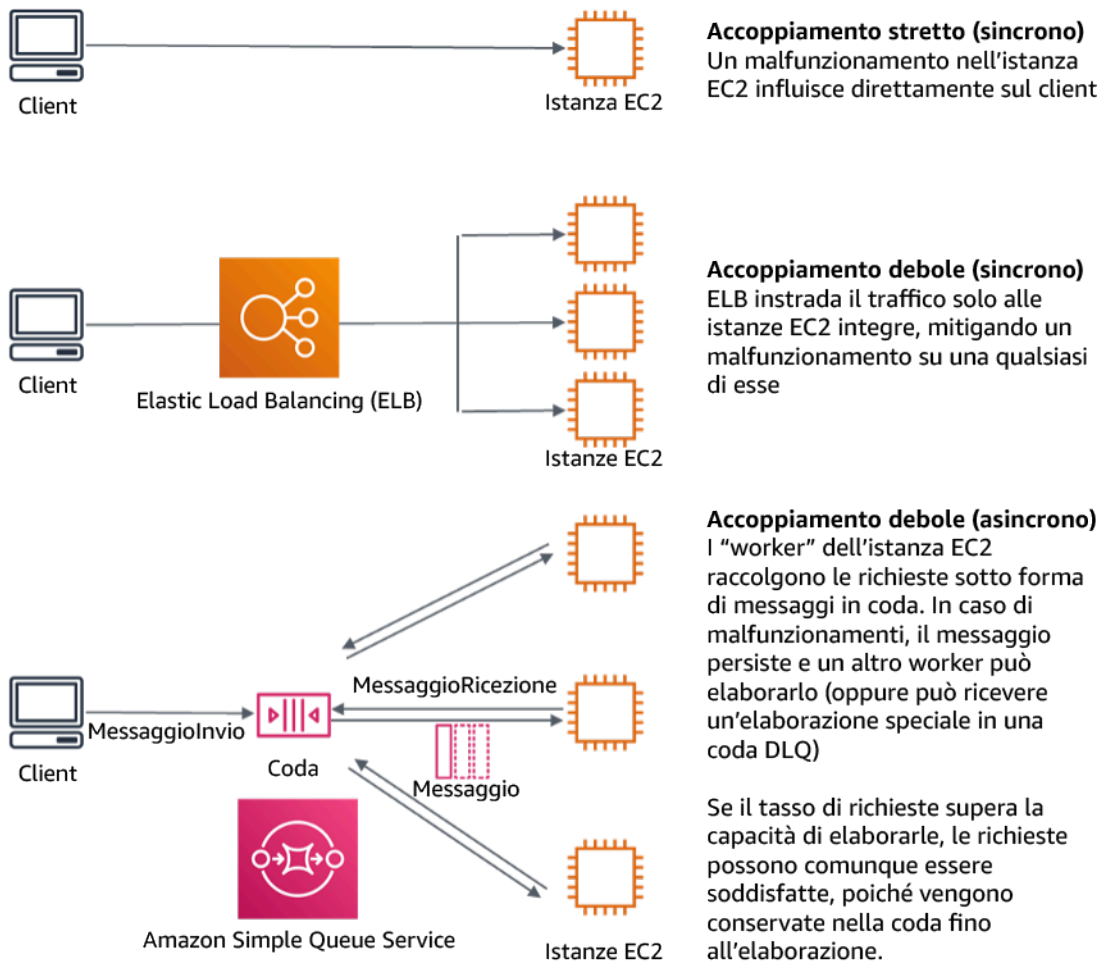 Client
Istanza EC2
Accoppiamento stretto (sincrono)
Un malfunzionamento nell'istanza
EC2 influisce direttamente sul client
Client
Elastic Load Balancing (ELB)
Istanze EC2
Accoppiamento debole (sincrono)
ELB instrada il traffico solo alle
istanze EC2 integre, mitigando un
malfunzionamento su una qualsiasi
di esse
Client
MessaggioInvio
Coda
MessaggioRicezione
Messaggio
Amazon Simple Queue Service
Istanze EC2
Accoppiamento debole (asincrono)
I “worker” dell'istanza EC2
raccolgono le richieste sotto forma
di messaggi in coda. In caso di
malfunzionamenti, il messaggio
persiste e un altro worker può
elaborarlo (oppure può ricevere
un'elaborazione speciale in una
coda DLQ)
Se il tasso di richieste supera la
capacità di elaborarle, le richieste
possono comunque essere
soddisfatte, poiché vengono
conservate nella coda fino
all'elaborazione.